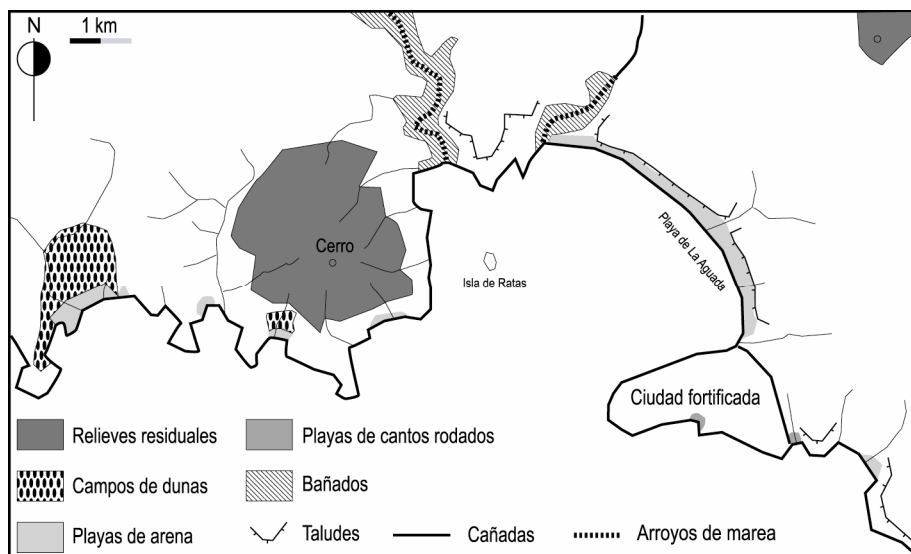 N
1 km
Cerro
Isla de Ratas
Playa de La Aguada
Ciudad fortificada
Relieves residuales
Playas de cantos rodados
Campos de dunas
Bañados
Playas de arena
Taludes
Cañadas
Arroyos de marea